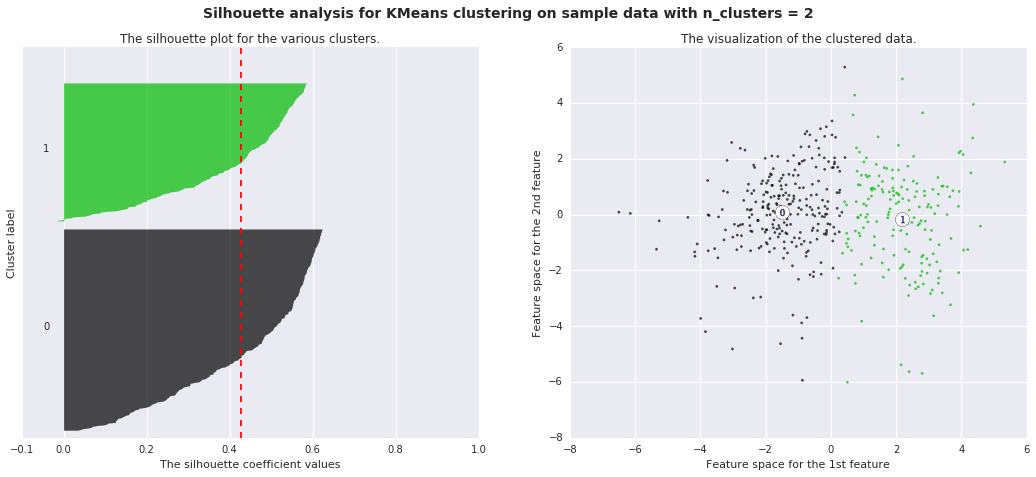 Silhouette analysis for KMeans clustering on sample data with n_clusters = 2
The silhouette plot for the various clusters.
Cluster label
1
0
−0.1 0.0 0.2 0.4 0.6 0.8 1.0
The silhouette coefficient values
The visualization of the clustered data.
Feature space for the 2nd feature
6
4
2
0
−2
−4
−6
−8
0
1
−8 −6 −4 −2 0 2 4 6
Feature space for the 1st feature